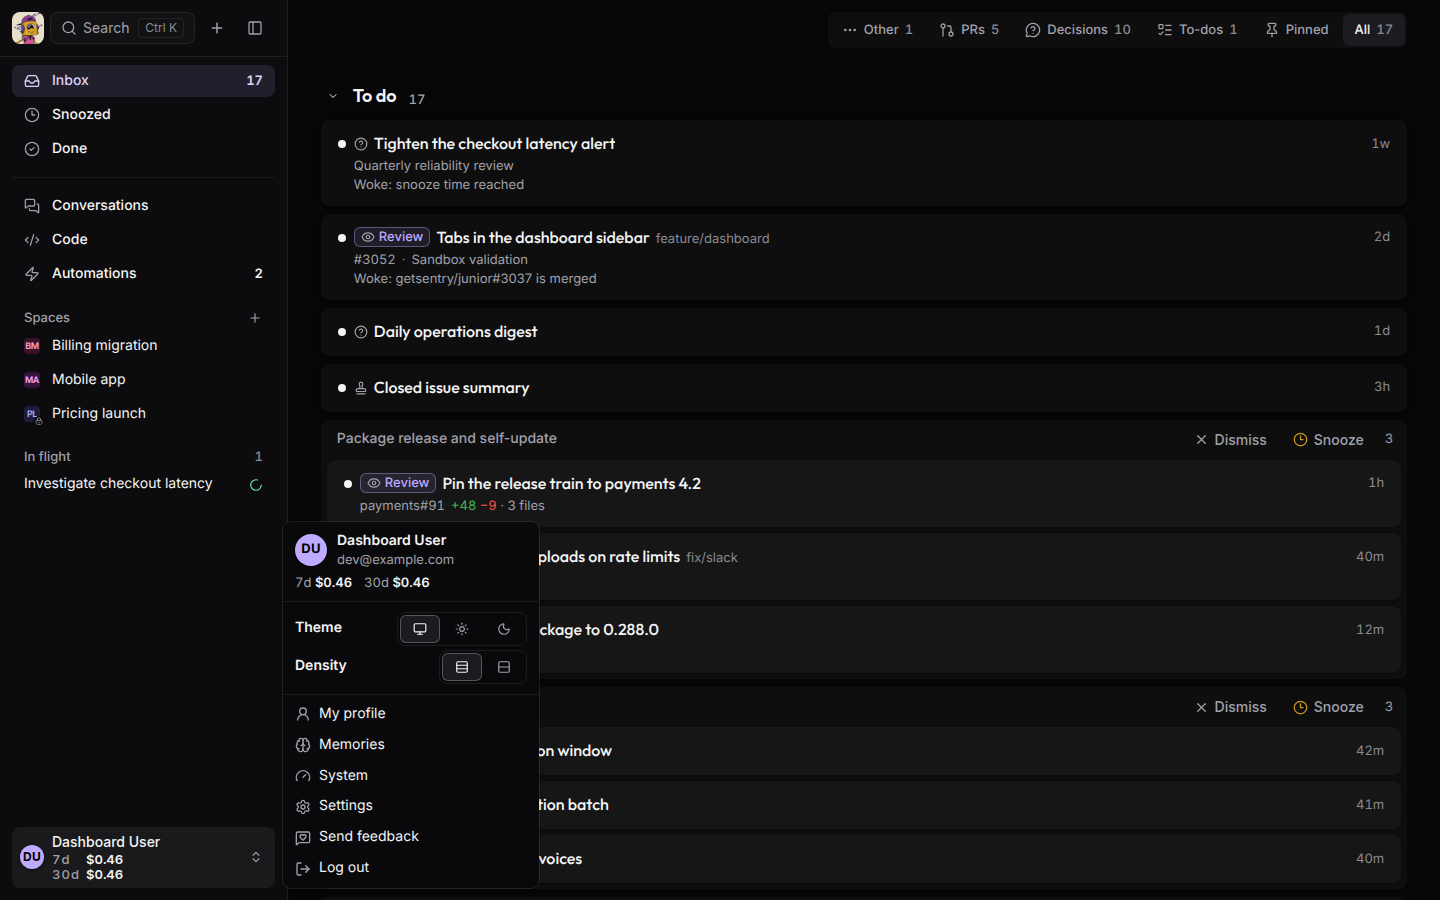 Search Ctrl K
Inbox 17
Snoozed
Done
Conversations
Code
Automations 2
Spaces
BM Billing migration
MA Mobile app
PL Pricing launch
In flight 1
Investigate checkout latency
Other 1 PRs 5 Decisions 10 To-dos 1 Pinned All 17
To do 17
Tighten the checkout latency alert 1w
Quarterly reliability review
Woke: snooze time reached
Review Tabs in the dashboard sidebar feature/dashboard 2d
#3052 · Sandbox validation
Woke: getsentry/junior#3037 is merged
Daily operations digest 1d
Closed issue summary 3h
Package release and self-update Dismiss Snooze 3
Review Pin the release train to payments 4.2 1h
payments#91 +48 −9 · 3 files
ploads on rate limits fix/slack 40m
ckage to 0.288.0 12m
Dismiss Snooze 3
on window 42m
tion batch 41m
voices 40m
DU Dashboard User
dev@example.com
7d $0.46 30d $0.46
Theme
Density
My profile
Memories
System
Settings
Send feedback
Log out
DU Dashboard User
7d $0.46
30d $0.46